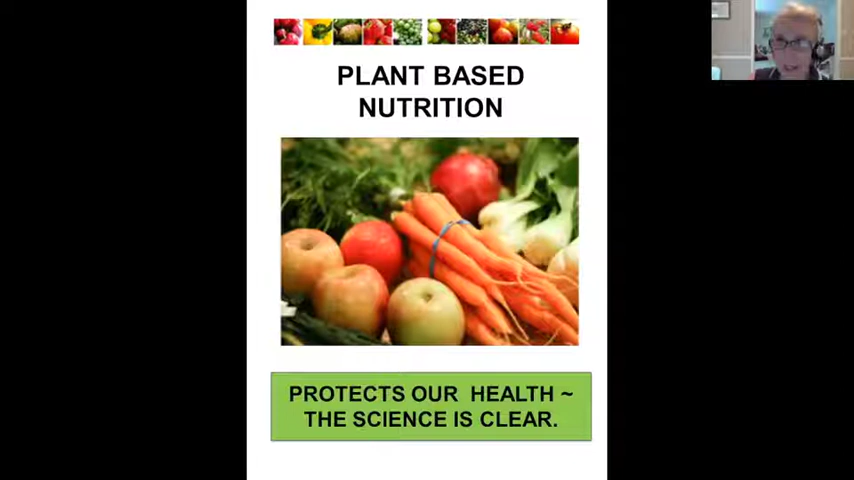 PLANT BASED
NUTRITION
PROTECTS OUR HEALTH ~
THE SCIENCE IS CLEAR.